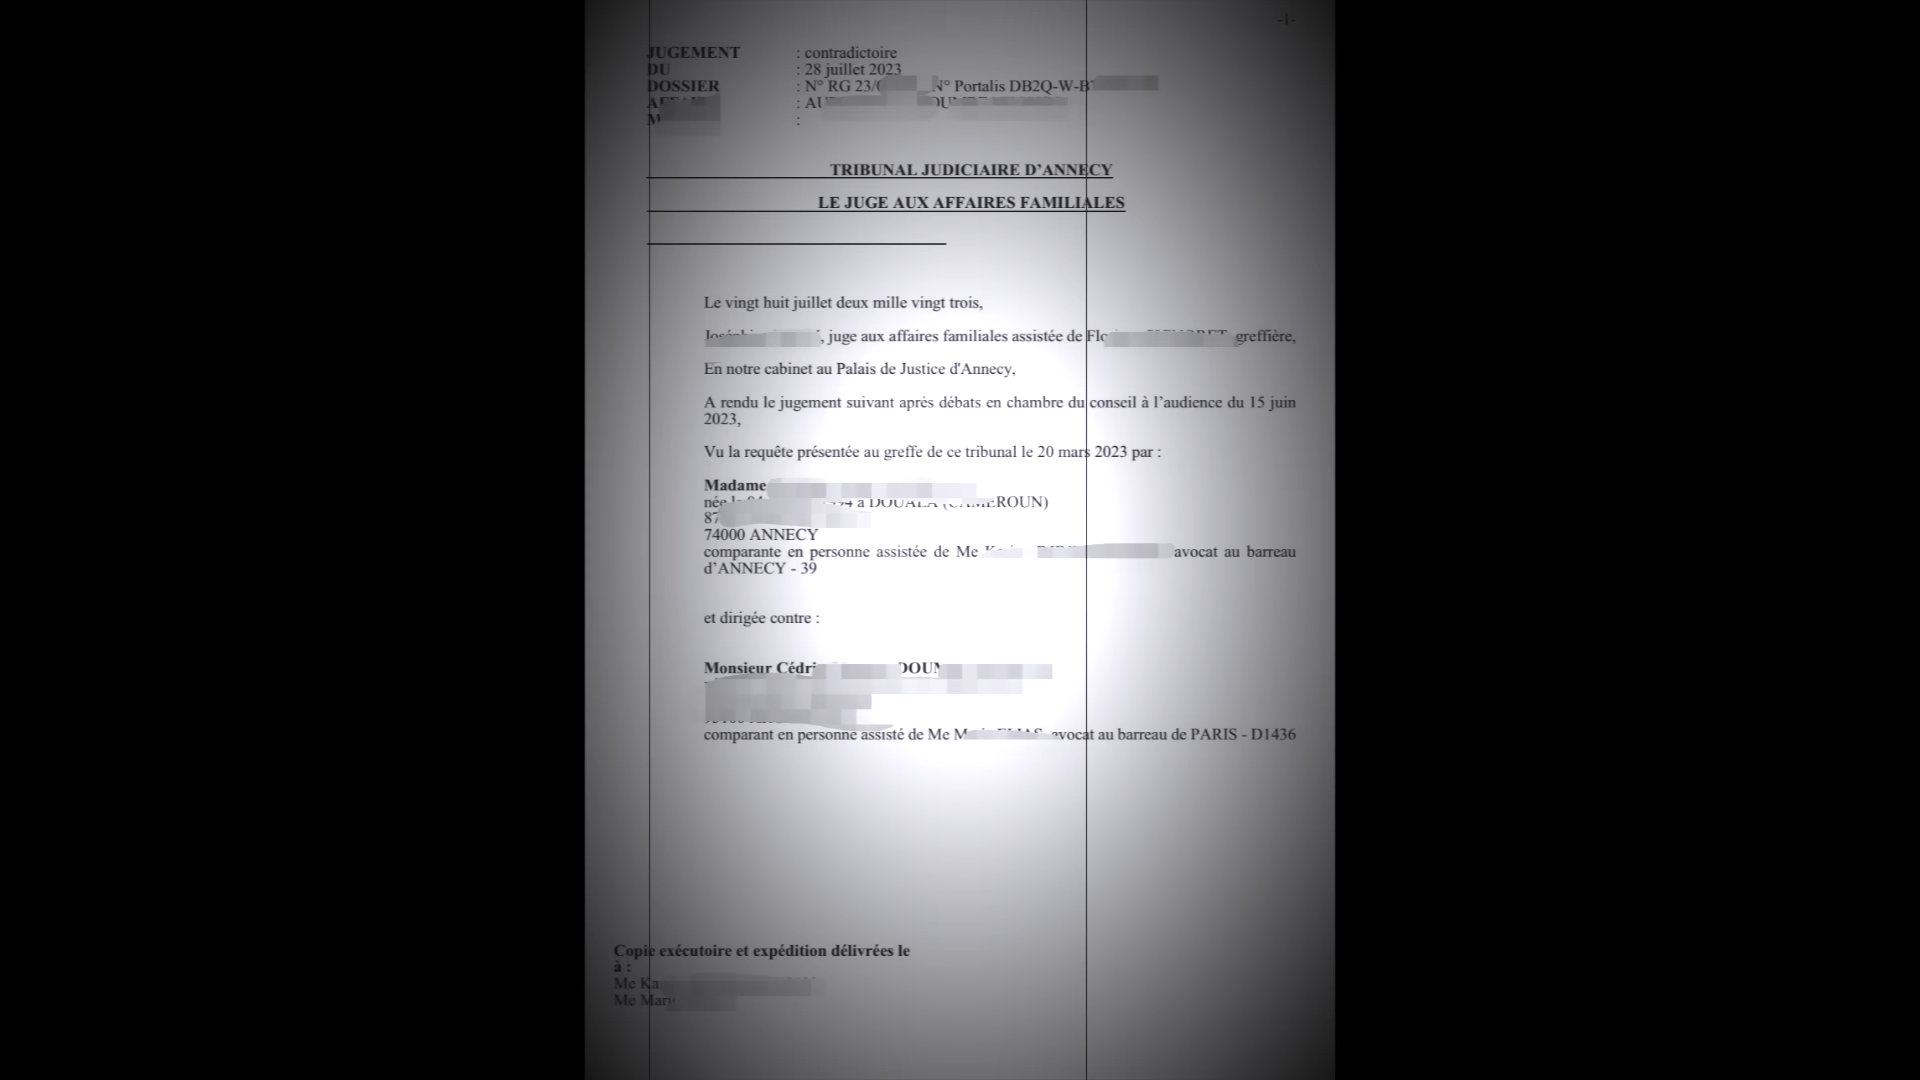 -1-
JUGEMENT : contradictoire
DU : 28 juillet 2023
DOSSIER : N° RG 23/ N° Portalis DB2Q-W-B
:
:
TRIBUNAL JUDICIAIRE D’ANNECY
LE JUGE AUX AFFAIRES FAMILIALES
Le vingt huit juillet deux mille vingt trois,
, juge aux affaires familiales assistée de greffière,
En notre cabinet au Palais de Justice d'Annecy,
A rendu le jugement suivant après débats en chambre du conseil à l’audience du 15 juin
2023,
Vu la requête présentée au greffe de ce tribunal le 20 mars 2023 par :
Madame
née à DOUALA (CAMEROUN)
87
74000 ANNECY
comparante en personne assistée de Me avocat au barreau
d’ANNECY - 39
et dirigée contre :
Monsieur
comparant en personne assisté de Me avocat au barreau de PARIS - D1436
Copie exécutoire et expédition délivrées le
à :
Me
Me